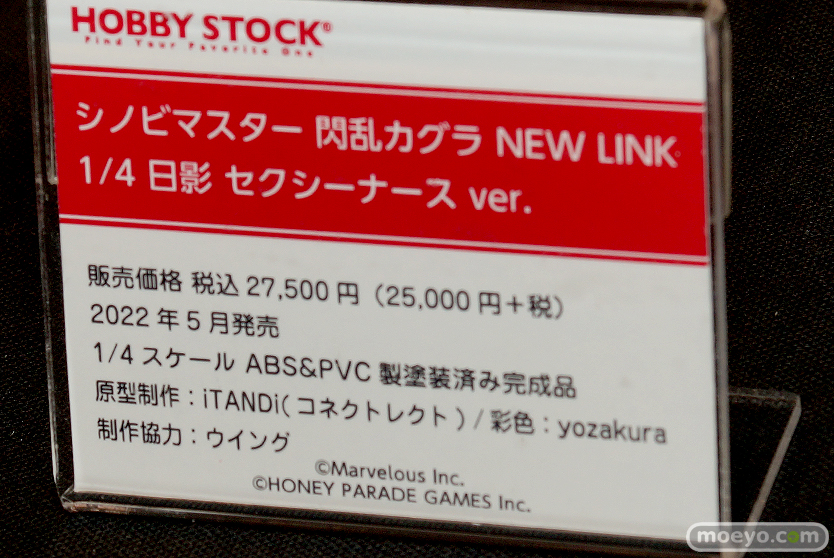 HOBBY STOCK®
Find Your Favorite One
シノビマスター 閃乱カグラ NEW LINK
1/4 日影 セクシーナース ver.
販売価格 税込 27,500 円（25,000 円＋税）
2022 年 5 月発売
1/4 スケール ABS&PVC 製塗装済み完成品
原型制作：iTANDi( コネクトレクト ) / 彩色：yozakura
制作協力：ウイング
©Marvelous Inc.
©HONEY PARADE GAMES Inc.
moeyo.com